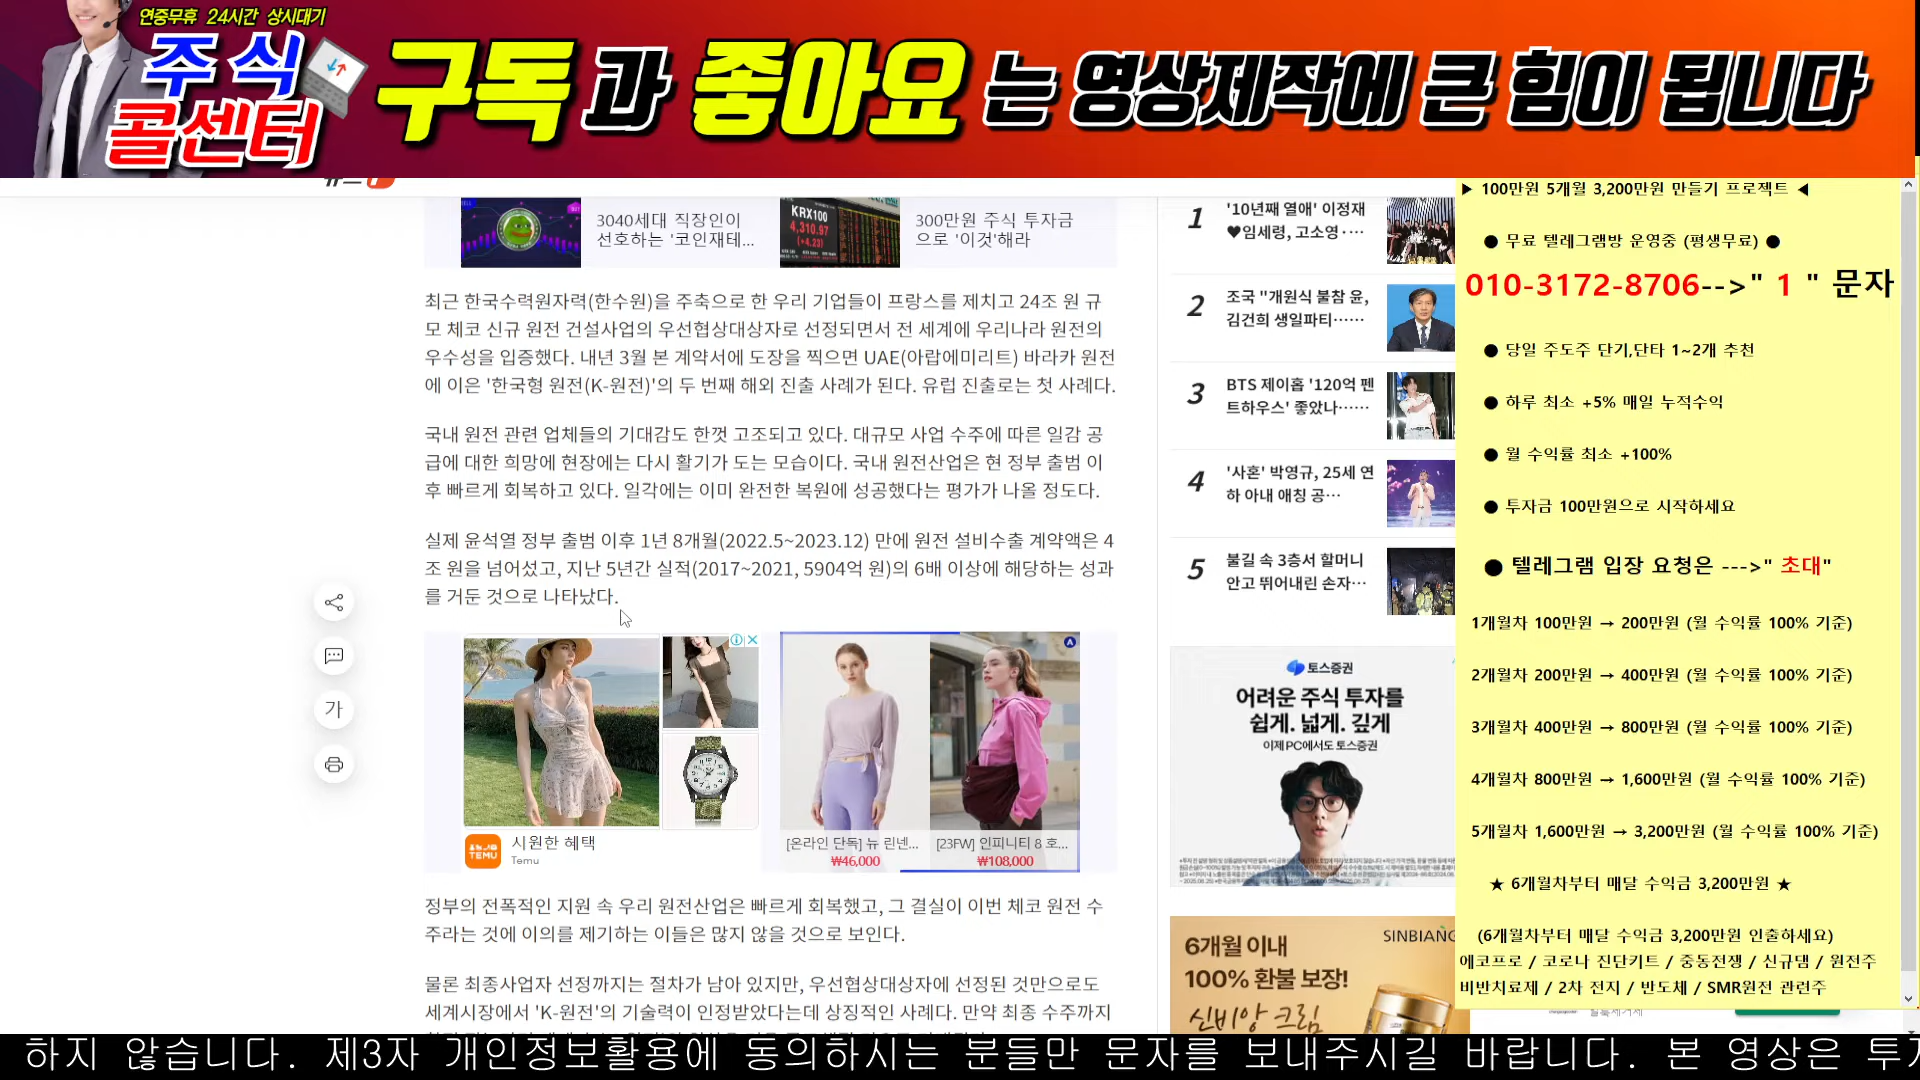 연중무휴 24시간 상시대기
주식
콜센터
구독과 좋아요는 영상제작에 큰 힘이 됩니다
3040세대 직장인이
선호하는 '코인재테...
KRX100
4,310.97
(+4.23)
300만원 주식 투자금
으로 '이것'해라
최근 한국수력원자력(한수원)을 주축으로 한 우리 기업들이 프랑스를 제치고 24조 원 규
모 체코 신규 원전 건설사업의 우선협상대상자로 선정되면서 전 세계에 우리나라 원전의
우수성을 입증했다. 내년 3월 본 계약서에 도장을 찍으면 UAE(아랍에미리트) 바라카 원전
에 이은 '한국형 원전(K-원전)'의 두 번째 해외 진출 사례가 된다. 유럽 진출로는 첫 사례다.
국내 원전 관련 업체들의 기대감도 한껏 고조되고 있다. 대규모 사업 수주에 따른 일감 공
급에 대한 희망에 현장에는 다시 활기가 도는 모습이다. 국내 원전산업은 현 정부 출범 이
후 빠르게 회복하고 있다. 일각에는 이미 완전한 복원에 성공했다는 평가가 나올 정도다.
실제 윤석열 정부 출범 이후 1년 8개월(2022.5~2023.12) 만에 원전 설비수출 계약액은 4
조 원을 넘어섰고, 지난 5년간 실적(2017~2021, 5904억 원)의 6배 이상에 해당하는 성과
를 거둔 것으로 나타났다.
가
시원한 혜택
TEMU
Temu
[온라인 단독] 뉴 린넨...
₩46,000
[23FW] 인피니티 8 호...
₩108,000
정부의 전폭적인 지원 속 우리 원전산업은 빠르게 회복했고, 그 결실이 이번 체코 원전 수
주라는 것에 이의를 제기하는 이들은 많지 않을 것으로 보인다.
물론 최종사업자 선정까지는 절차가 남아 있지만, 우선협상대상자에 선정된 것만으로도
세계시장에서 'K-원전'의 기술력이 인정받았다는데 상징적인 사례다. 만약 최종 수주까지
1 '10년째 열애' 이정재
♥임세령, 고소영·…
2 조국 "개원식 불참 윤,
김건희 생일파티……
3 BTS 제이홉 '120억 펜
트하우스' 좋았나……
4 '사혼' 박영규, 25세 연
하 아내 애칭 공…
5 불길 속 3층서 할머니
안고 뛰어내린 손자…
토스증권
어려운 주식 투자를
쉽게. 넓게. 깊게
이제 PC에서도 토스증권
6개월 이내
100% 환불 보장!
신비앙 크림
SINBIANG
▶ 100만원 5개월 3,200만원 만들기 프로젝트 ◀
● 무료 텔레그램방 운영중 (평생무료) ●
010-3172-8706-->" 1 " 문자
● 당일 주도주 단기,단타 1~2개 추천
● 하루 최소 +5% 매일 누적수익
● 월 수익률 최소 +100%
● 투자금 100만원으로 시작하세요
● 텔레그램 입장 요청은 --->" 초대"
1개월차 100만원 → 200만원 (월 수익률 100% 기준)
2개월차 200만원 → 400만원 (월 수익률 100% 기준)
3개월차 400만원 → 800만원 (월 수익률 100% 기준)
4개월차 800만원 → 1,600만원 (월 수익률 100% 기준)
5개월차 1,600만원 → 3,200만원 (월 수익률 100% 기준)
★ 6개월차부터 매달 수익금 3,200만원 ★
(6개월차부터 매달 수익금 3,200만원 인출하세요)
에코프로 / 코로나 진단키트 / 중동전쟁 / 신규댐 / 원전주
비반치료제 / 2차 전지 / 반도체 / SMR원전 관련주
하지 않습니다. 제3자 개인정보활용에 동의하시는 분들만 문자를 보내주시길 바랍니다. 본 영상은 투자